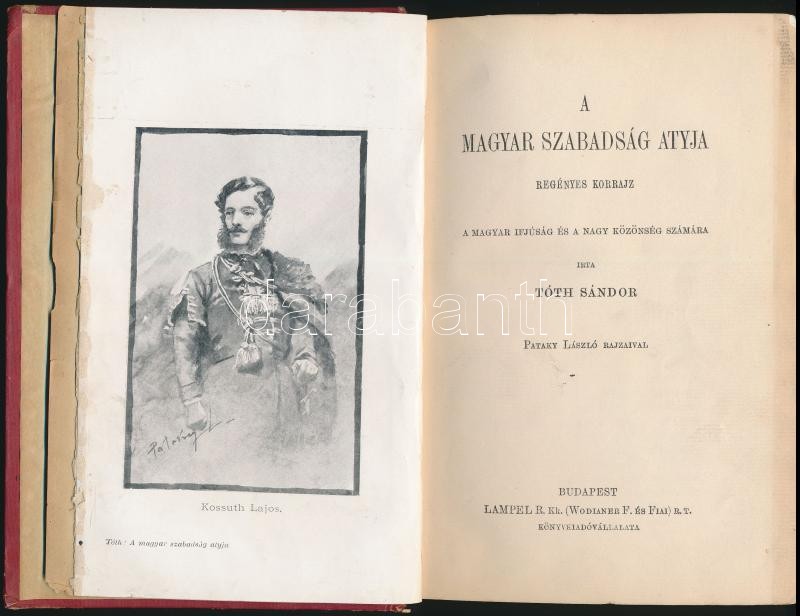 Pataky L
Kossuth Lajos.
Tóth: A magyar szabadság atyja
A
MAGYAR SZABADSÁG ATYJA
REGÉNYES KORRAJZ
A MAGYAR IFJÚSÁG ÉS A NAGY KÖZÖNSÉG SZÁMÁRA
IRTA
TÓTH SÁNDOR
PATAKY LÁSZLÓ RAJZAIVAL
BUDAPEST
LAMPEL R. KK. (WODIANER F. ÉS FIAI) R. T.
KÖNYVKIADÓVÁLLALATA
darabanth